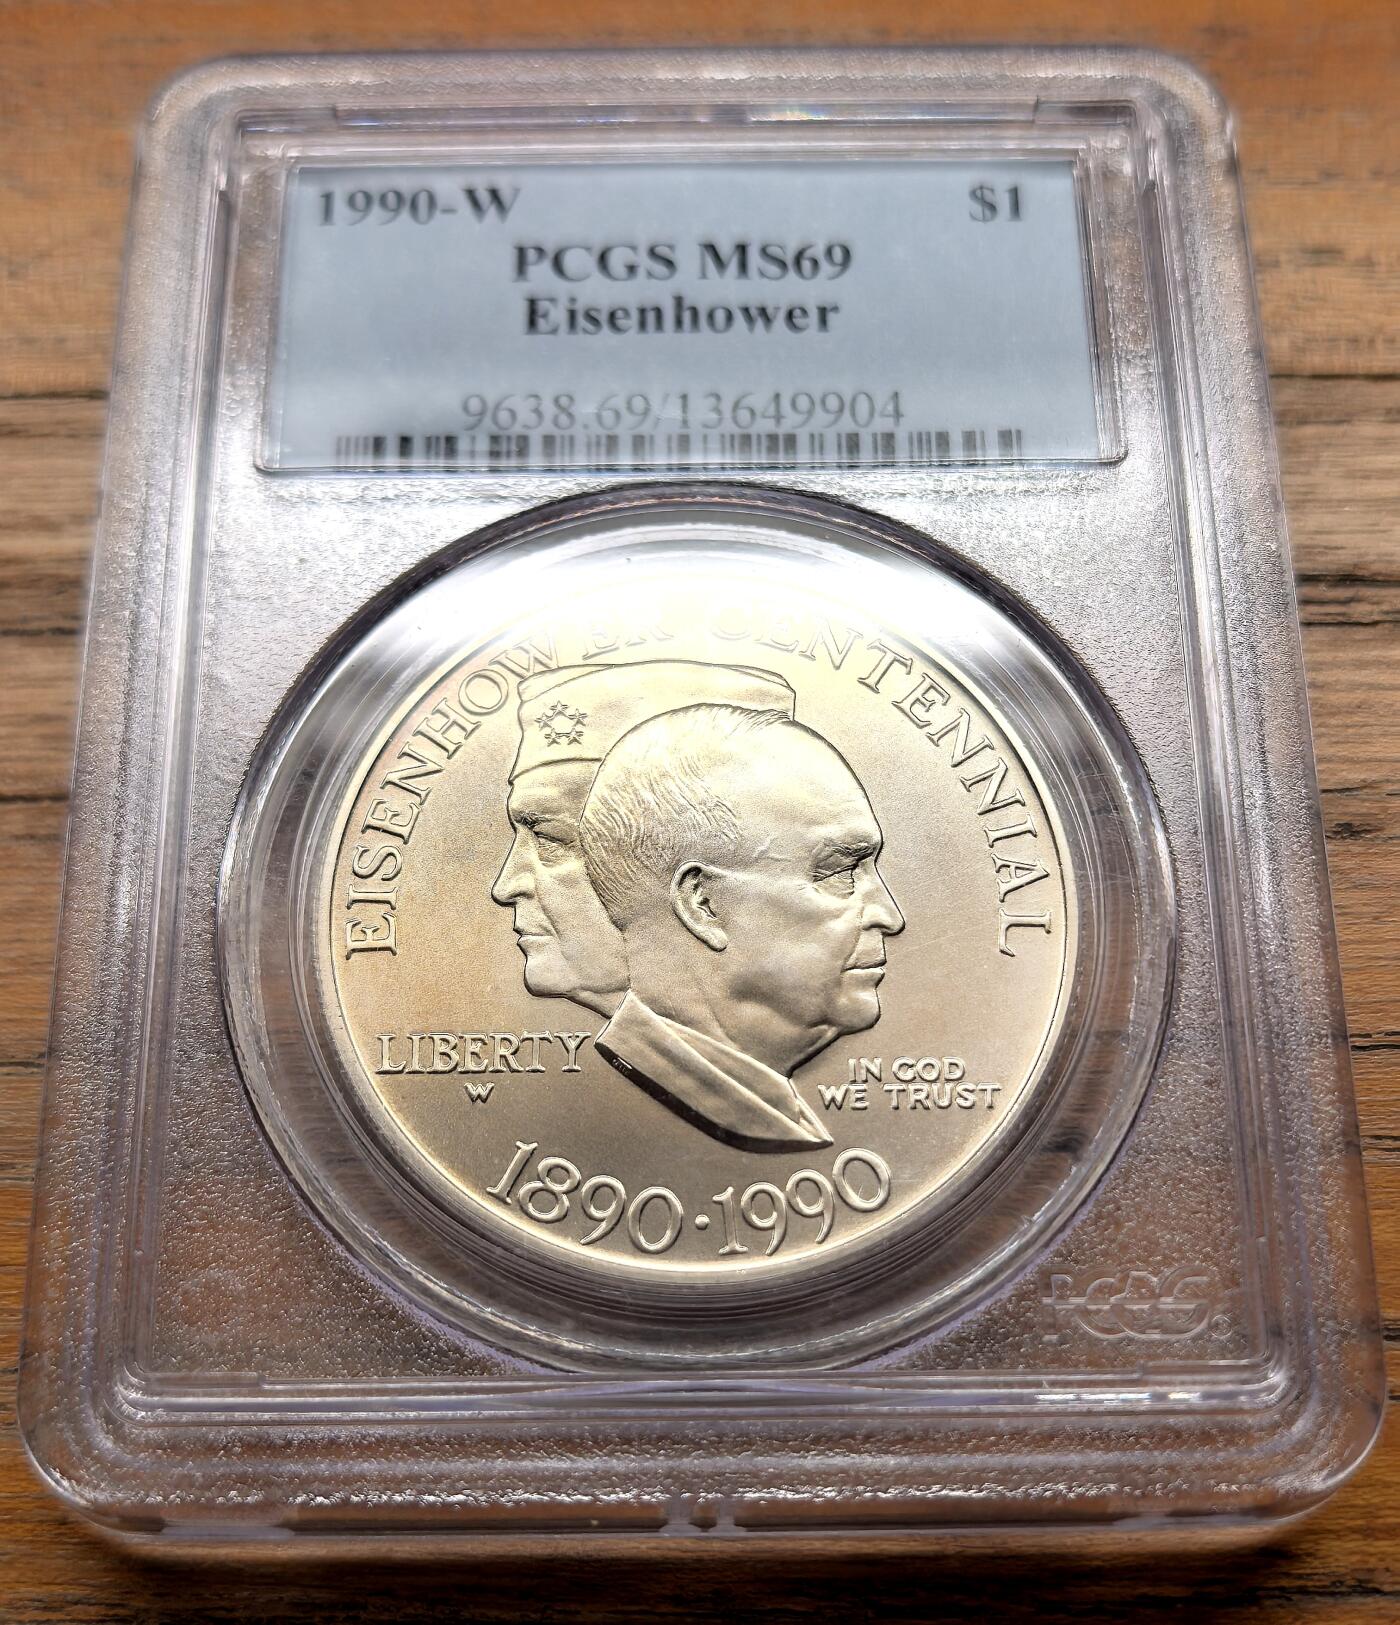 1990-W $1
PCGS MS69
Eisenhower
9638.69/13649904
EISENHOWER CENTENNIAL
LIBERTY
W
IN GOD
WE TRUST
1890·1990
PCGS